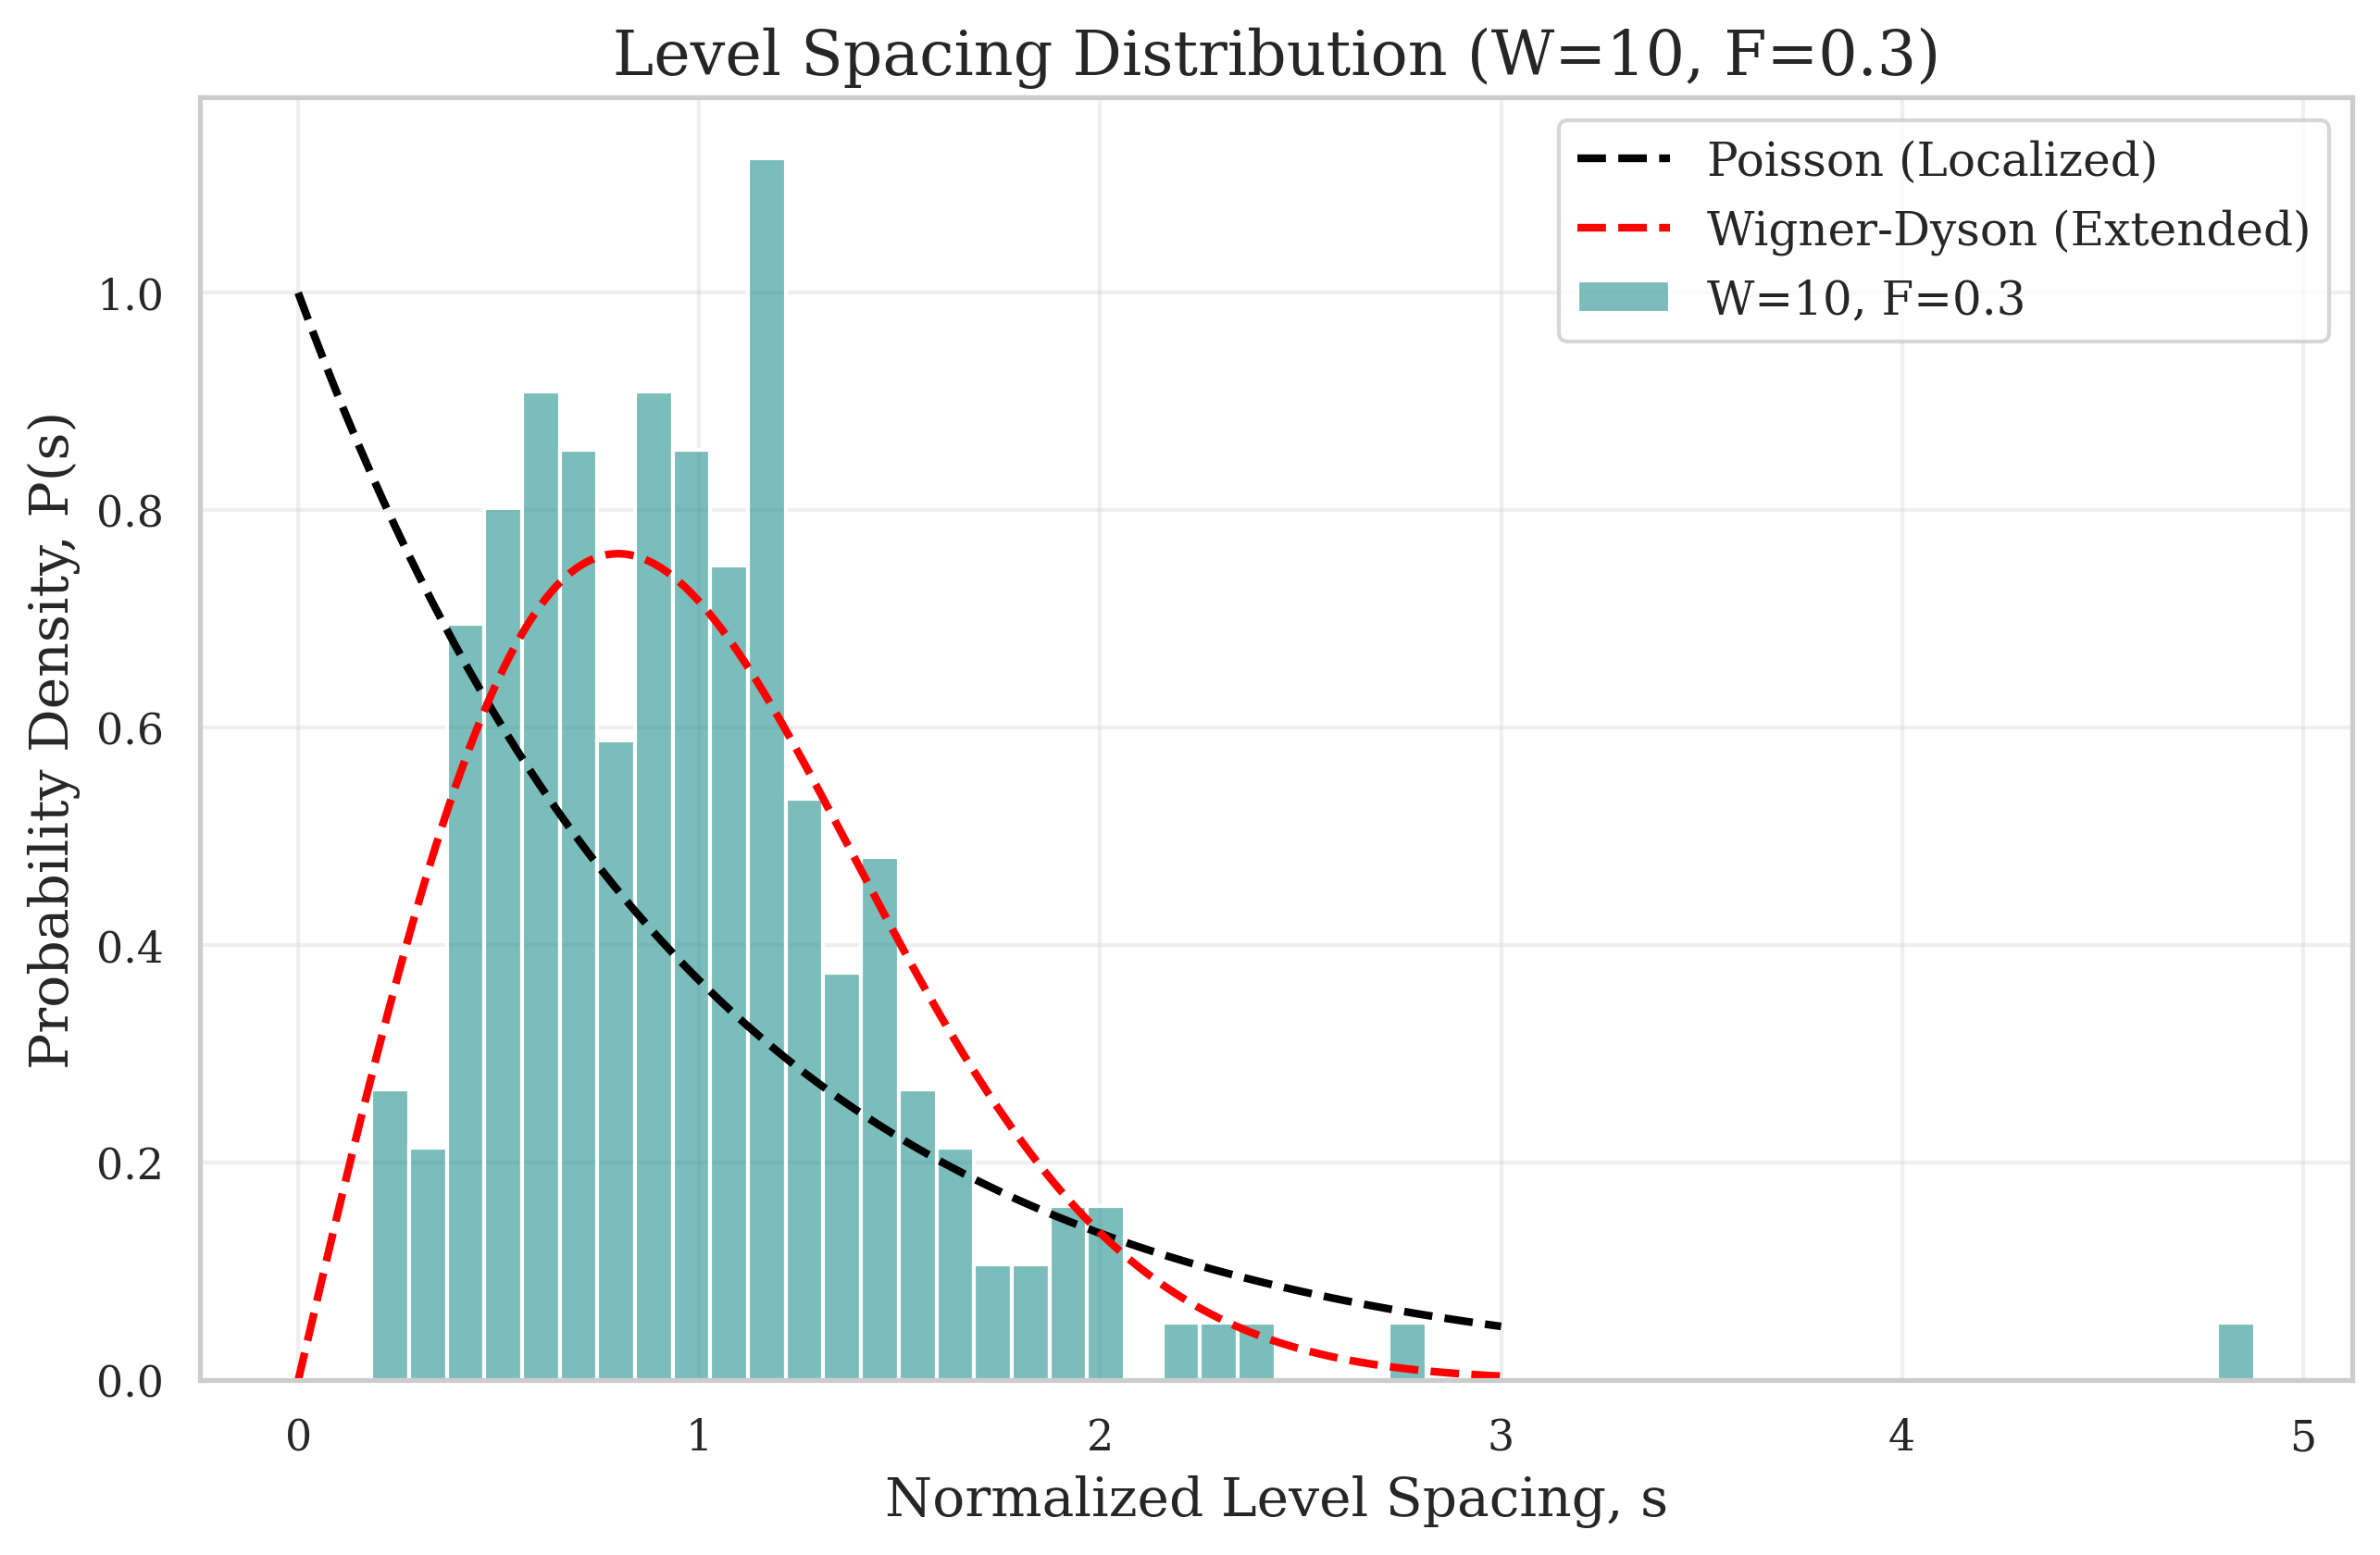 Level Spacing Distribution (W=10, F=0.3)
Poisson (Localized)
Wigner-Dyson (Extended)
W=10, F=0.3
Probability Density, P(s)
1.0
0.8
0.6
0.4
0.2
0.0
0 1 2 3 4 5
Normalized Level Spacing, s